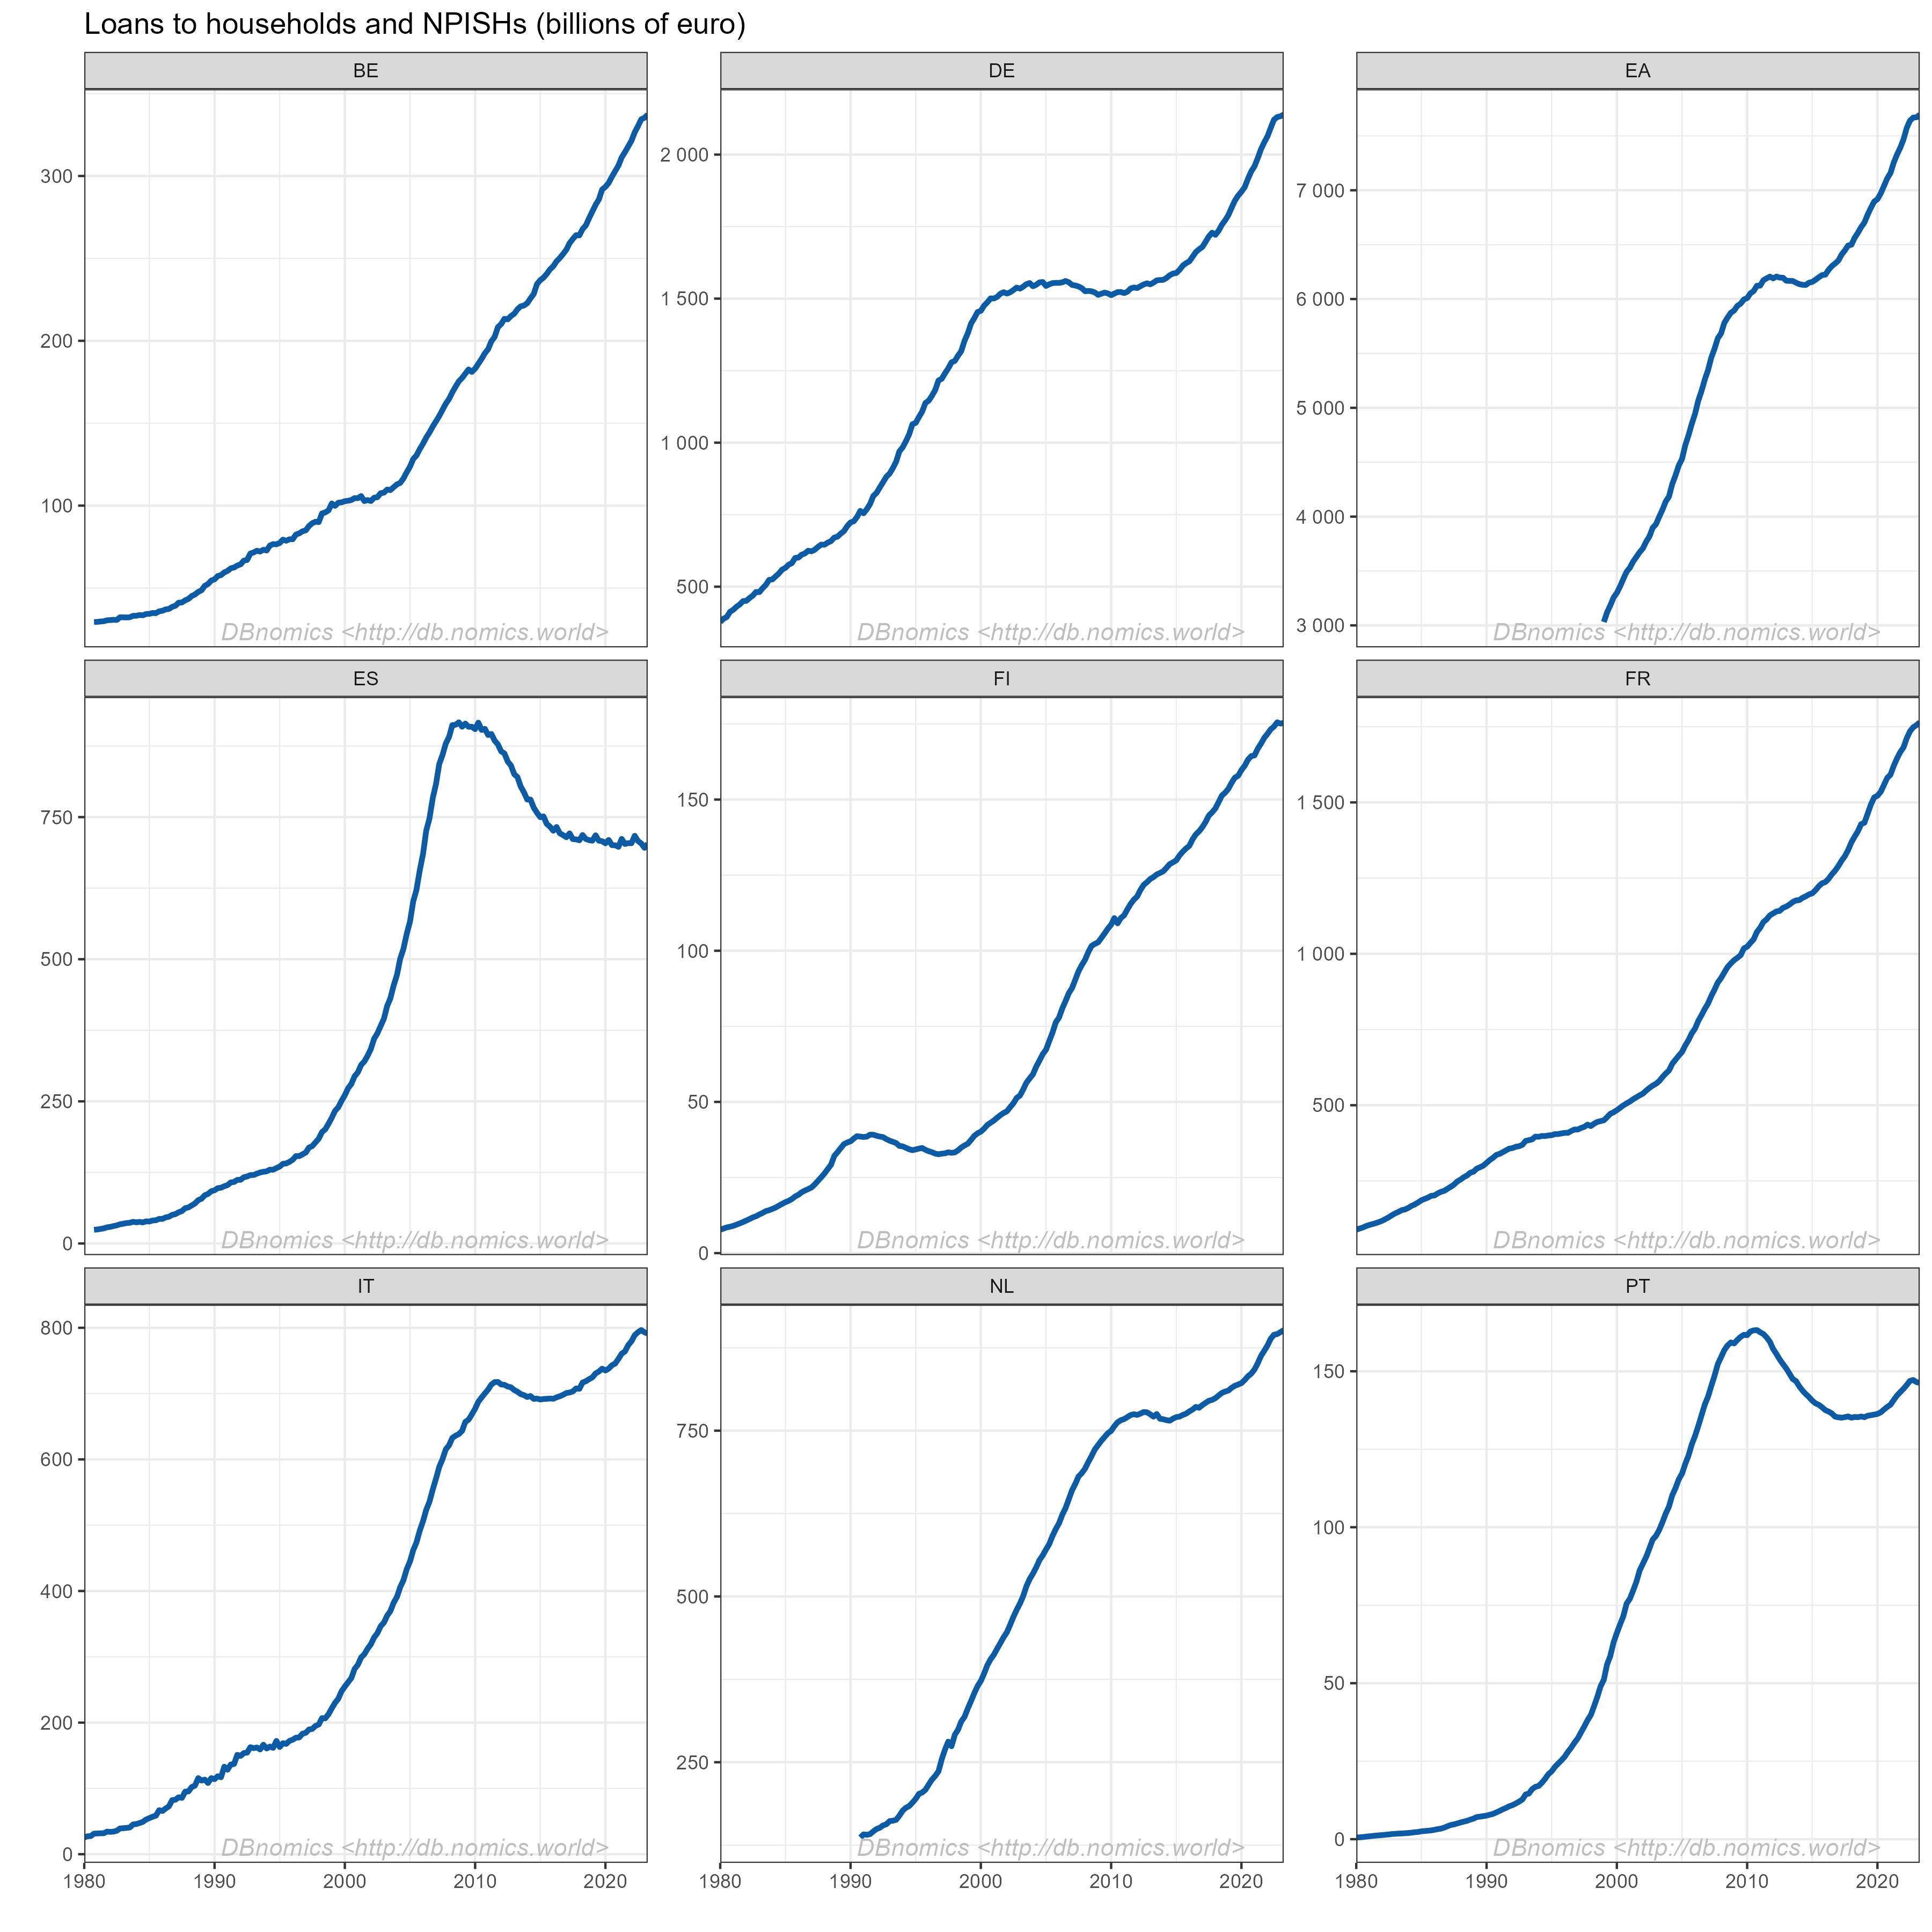 Loans to households and NPISHs (billions of euro)
BE
DE
EA
300
200
100
2 000
1 500
1 000
500
7 000
6 000
5 000
4 000
3 000
DBnomics <http://db.nomics.world>
DBnomics <http://db.nomics.world>
DBnomics <http://db.nomics.world>
ES
FI
FR
750
500
250
0
150
100
50
0
1 500
1 000
500
DBnomics <http://db.nomics.world>
DBnomics <http://db.nomics.world>
DBnomics <http://db.nomics.world>
IT
NL
PT
800
600
400
200
0
750
500
250
150
100
50
0
DBnomics <http://db.nomics.world>
DBnomics <http://db.nomics.world>
DBnomics <http://db.nomics.world>
1980 1990 2000 2010 2020
1980 1990 2000 2010 2020
1980 1990 2000 2010 2020